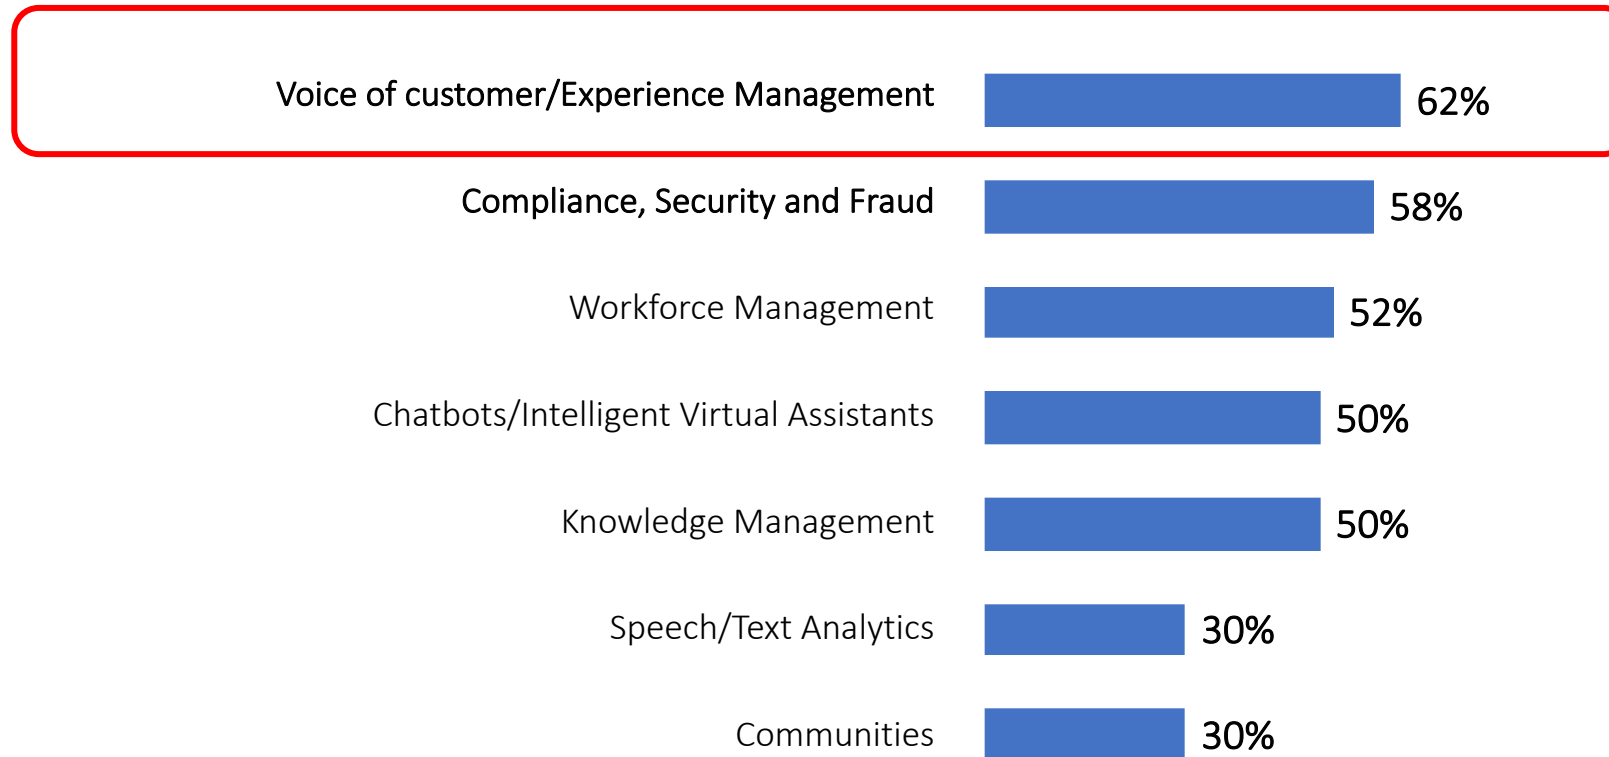 Voice of customer/Experience Management 62%
Compliance, Security and Fraud 58%
Workforce Management 52%
Chatbots/Intelligent Virtual Assistants 50%
Knowledge Management 50%
Speech/Text Analytics 30%
Communities 30%